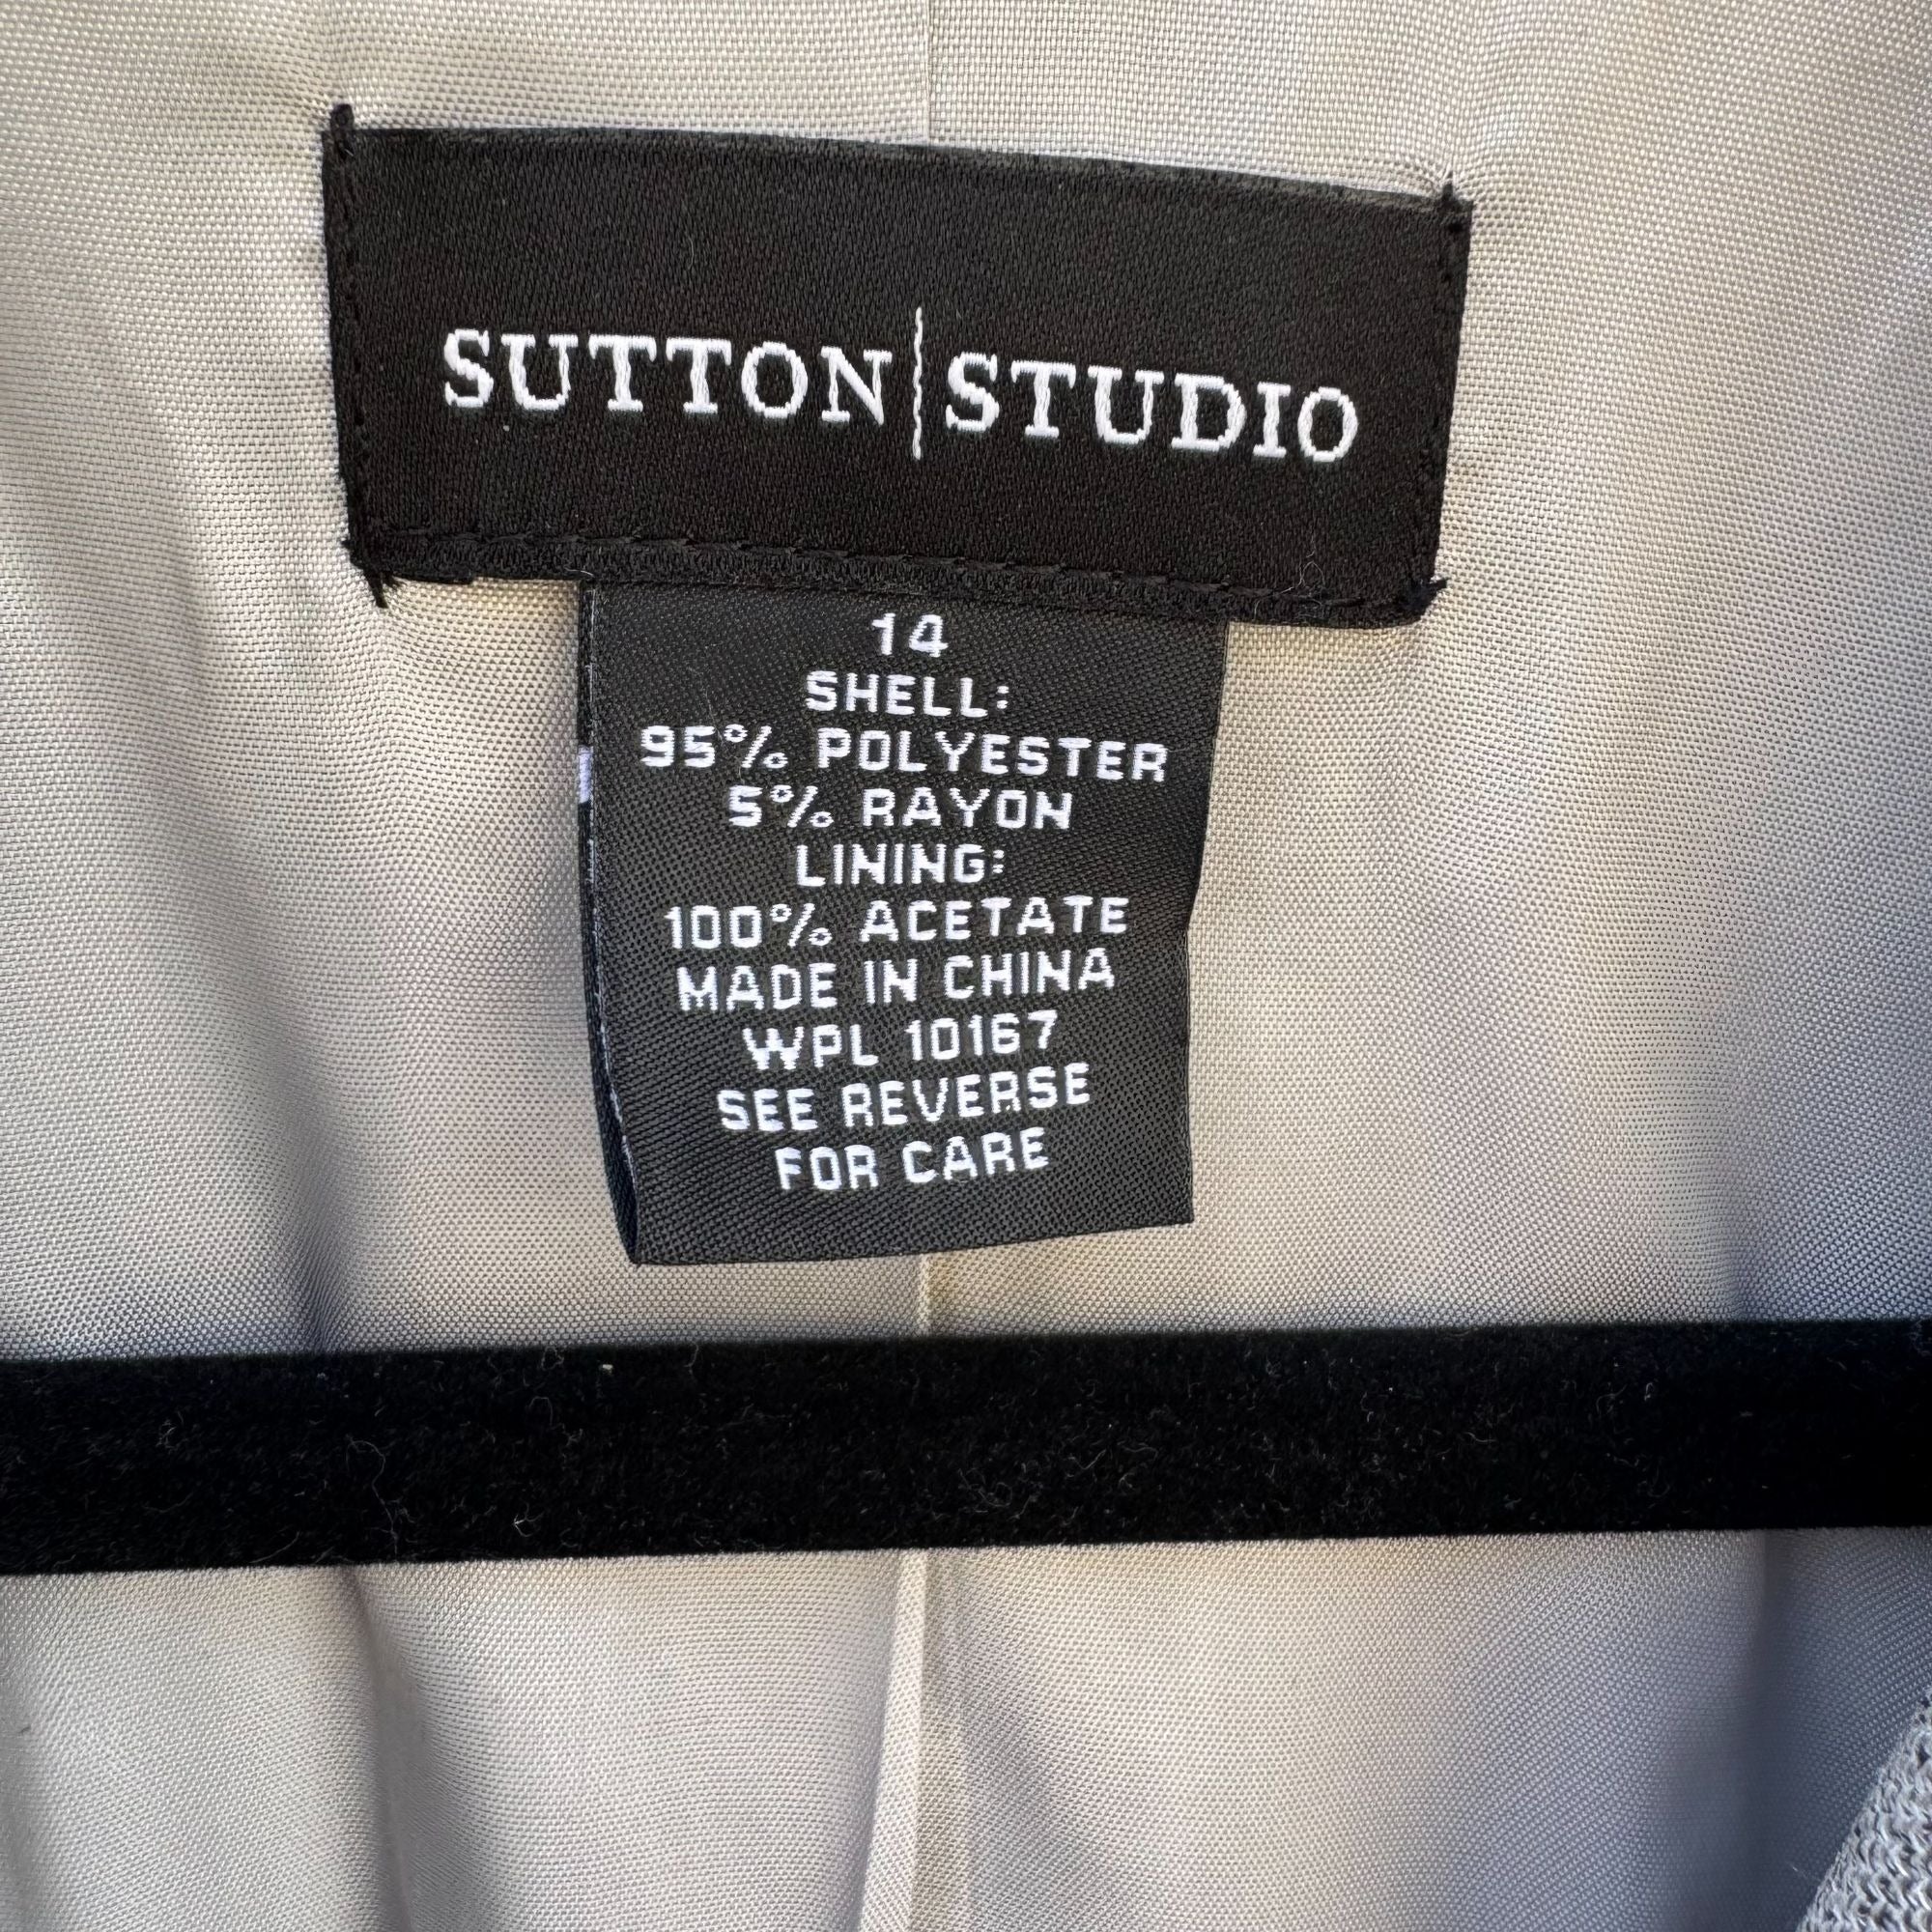 SUTTON|STUDIO
14
SHELL:
95% POLYESTER
5% RAYON
LINING:
100% ACETATE
MADE IN CHINA
WPL 10167
SEE REVERSE
FOR CARE